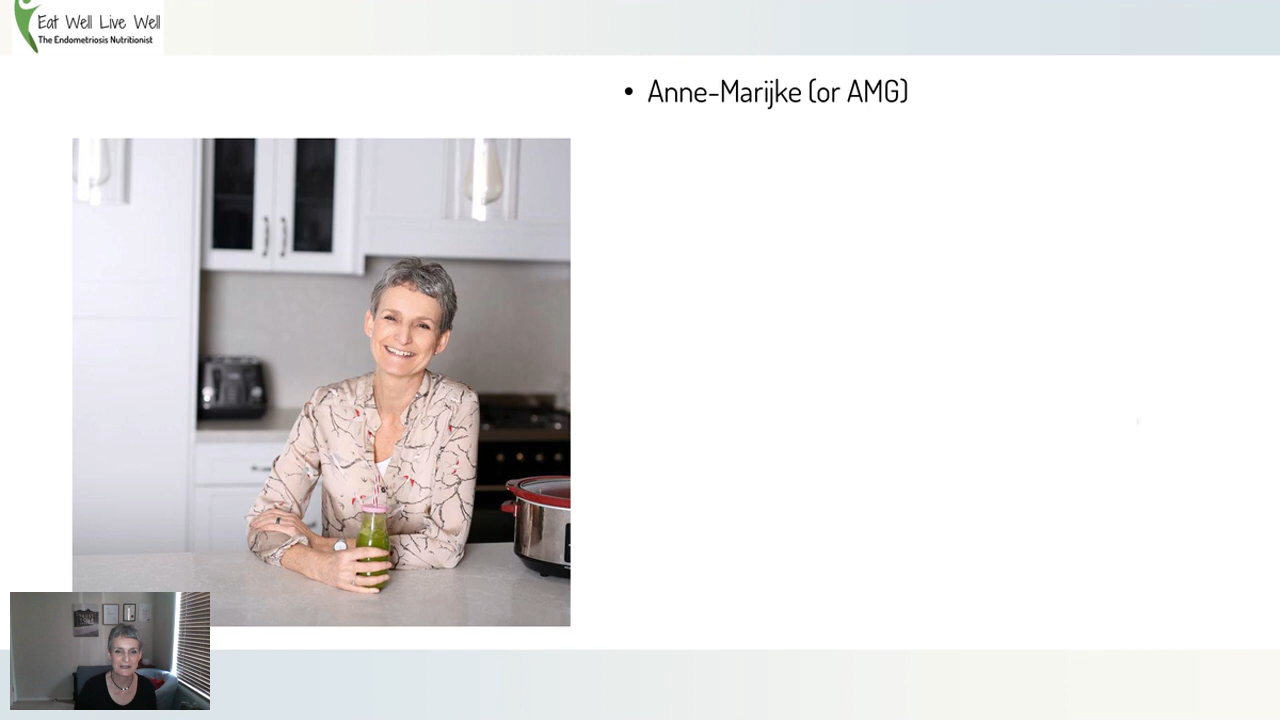 Eat Well Live Well
The Endometriosis Nutritionist
• Anne-Marijke (or AMG)